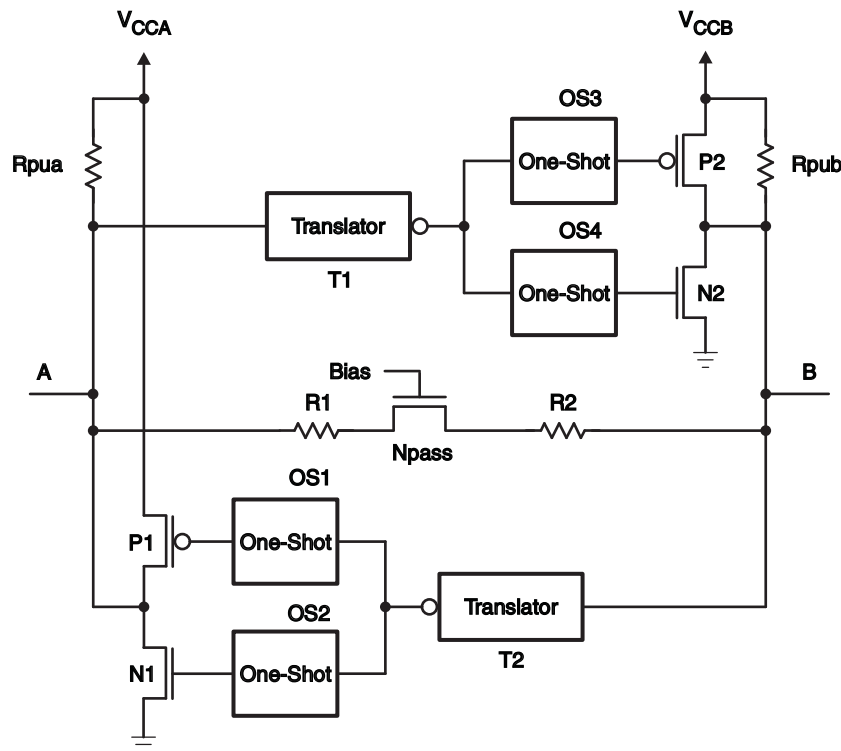 VCCA
VCCB
OS3
Rpua
One-Shot
P2
Rpub
Translator
OS4
T1
One-Shot
N2
A
Bias
B
R1
R2
Npass
OS1
P1
One-Shot
OS2
Translator
N1
One-Shot
T2